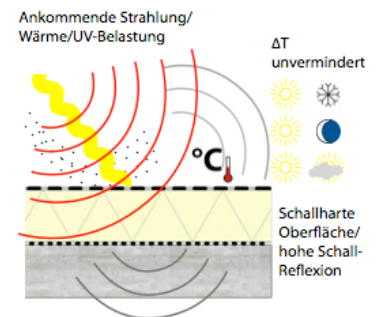 Ankommende Strahlung/
Wärme/UV-Belastung
ΔT
unvermindert
°C
Schallharte
Oberfläche/
hohe Schall-
Reflexion